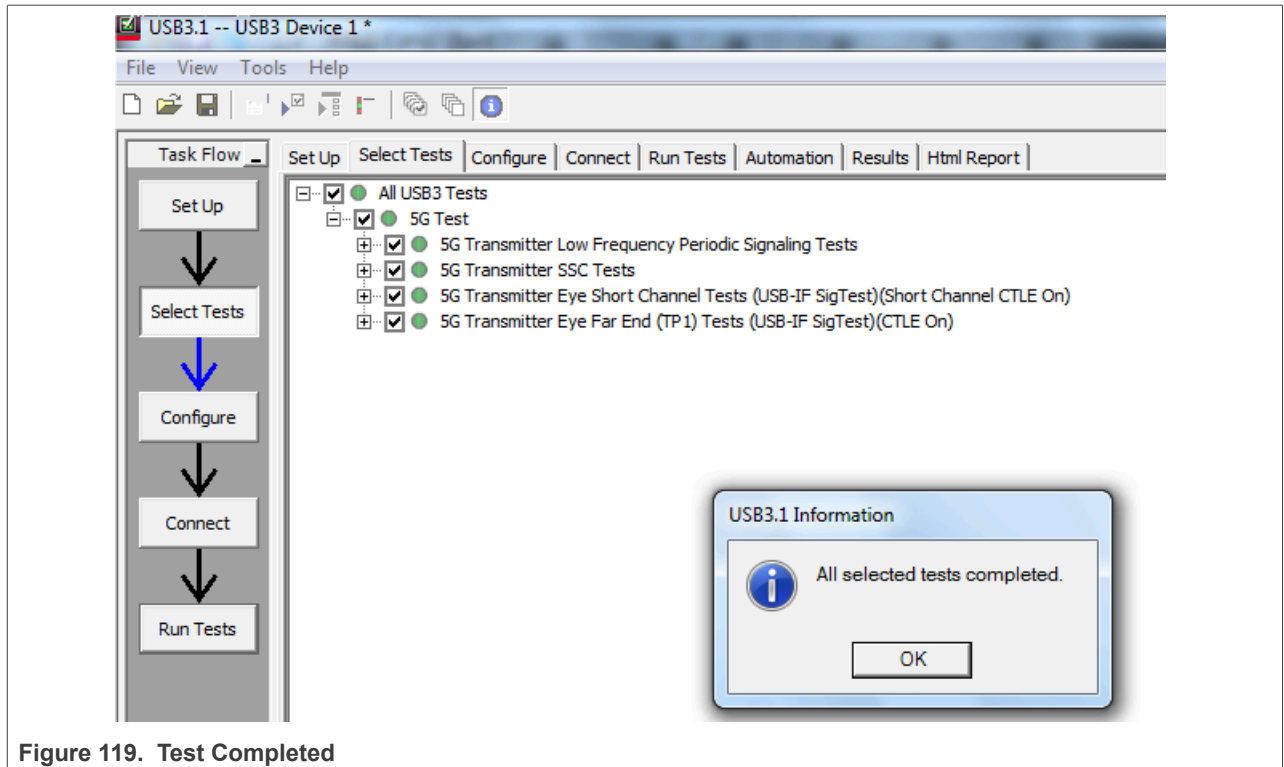 USB3.1 -- USB3 Device 1 *
File View Tools Help
Task Flow
Set Up Select Tests Configure Connect Run Tests Automation Results Html Report
Set Up
Select Tests
Configure
Connect
Run Tests
All USB3 Tests
5G Test
5G Transmitter Low Frequency Periodic Signaling Tests
5G Transmitter SSC Tests
5G Transmitter Eye Short Channel Tests (USB-IF SigTest)(Short Channel CTLE On)
5G Transmitter Eye Far End (TP1) Tests (USB-IF SigTest)(CTLE On)
USB3.1 Information
All selected tests completed.
OK
Figure 119. Test Completed